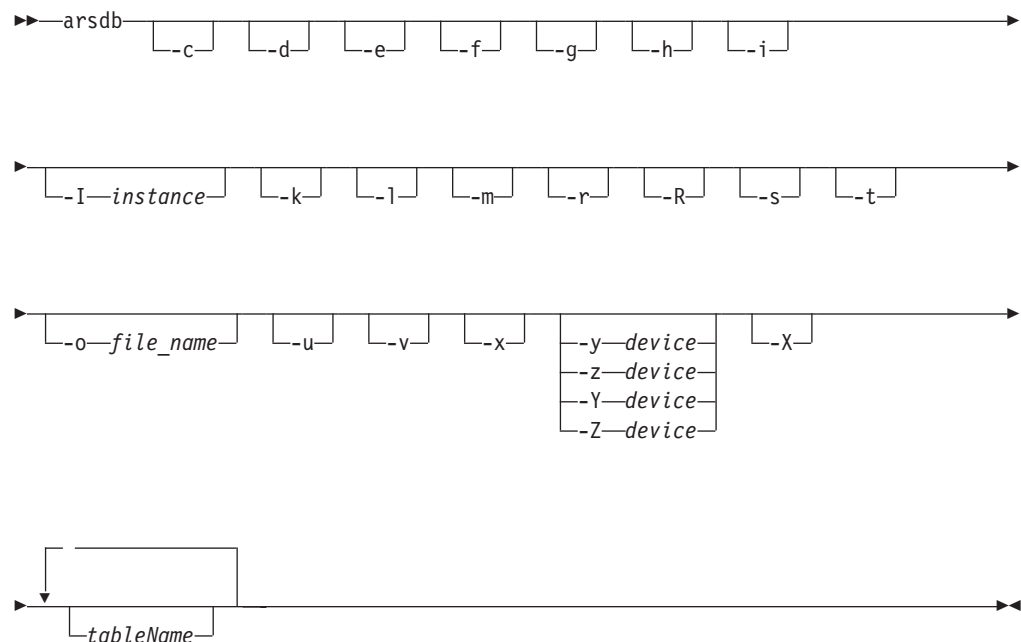 arsdb -c -d -e -f -g -h -i
-I instance -k -l -m -r -R -s -t
-o file_name -u -v -x -y device -X
-z device
-Y device
-Z device
tableName